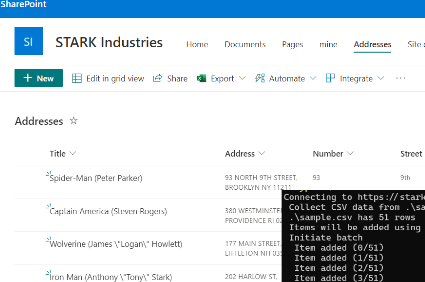 SharePoint
SI STARK Industries Home Documents Pages mine Addresses Site
+ New Edit in grid view Share Export Automate Integrate ...
Addresses
Title Address Number Street
Spider-Man (Peter Parker) 93 NORTH 9TH STREET, 93 9th
BROOKLYN NY 11211
Captain America (Steven Rogers) 380 WESTMINSTER
PROVIDENCE RI
Wolverine (James \"Logan\" Howlett) 177 MAIN STREET,
LITTLETON NH
Iron Man (Anthony \"Tony\" Stark) 202 HARLOW ST,
Connecting to https://stark
Collect CSV data from .\sa
.\sample.csv has 51 rows
Items will be added using
Initiate batch
Item added (0/51)
Item added (1/51)
Item added (2/51)
Item added (3/51)